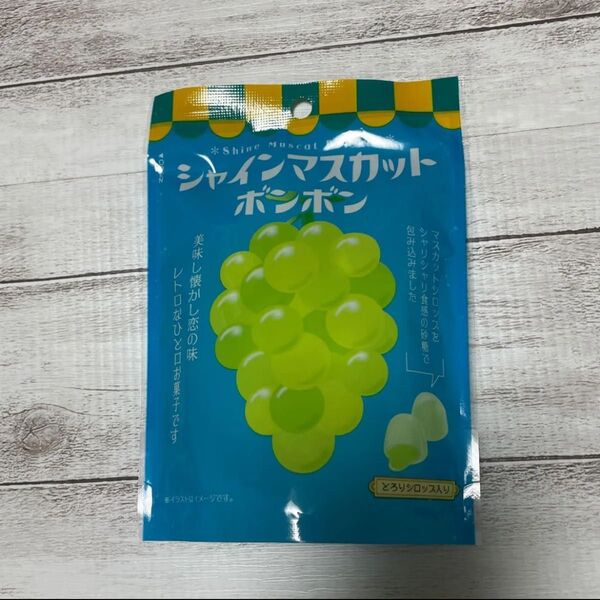 Shine Muscat
シャインマスカット
ボンボン
マスカットシロップを
シャリシャリ食感の砂糖で
包み込みました
美味し懐かし恋の味
レトロなひと口お菓子です
とろりシロップ入り
※イラストはイメージです。